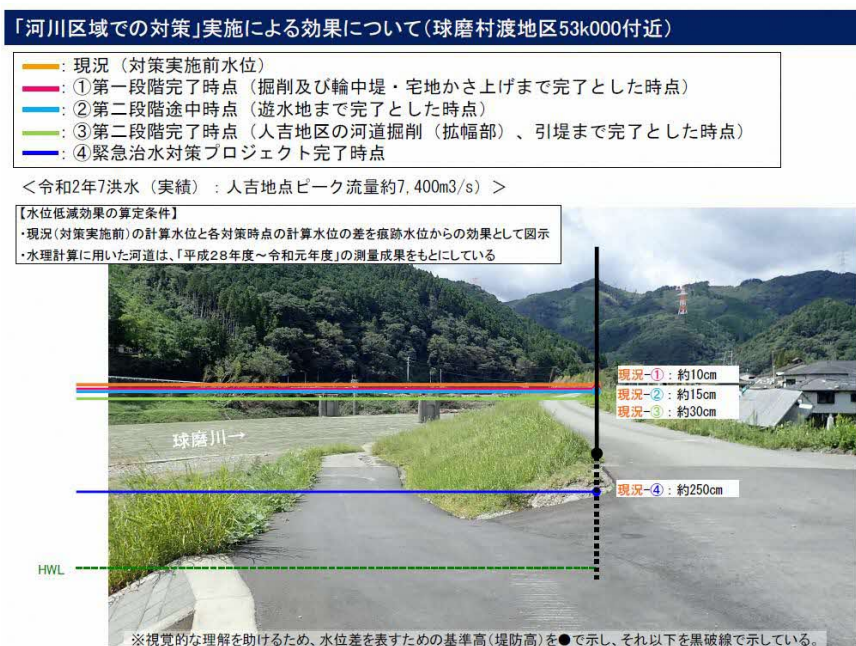 「河川区域での対策」実施による効果について(球磨村渡地区53k000付近)
: 現況(対策実施前水位)
: ①第一段階完了時点(掘削及び輪中堤・宅地かさ上げまで完了とした時点)
: ②第二段階途中時点(遊水地まで完了とした時点)
: ③第二段階完了時点(人吉地区の河道掘削(拡幅部)、引堤まで完了とした時点)
: ④緊急治水対策プロジェクト完了時点
<令和2年7洪水(実績):人吉地点ピーク流量約7,400m3/s)>
【水位低減効果の算定条件】
・現況(対策実施前)の計算水位と各対策時点の計算水位の差を痕跡水位からの効果として図示
・水理計算に用いた河道は、「平成28年度~令和元年度」の測量成果をもとにしている
現況-①:約10cm
現況-②:約15cm
現況-③:約30cm
球磨川→
現況-④:約250cm
HWL
※視覚的な理解を助けるため、水位差を表すための基準高(堤防高)を●で示し、それ以下を黒破線で示している。